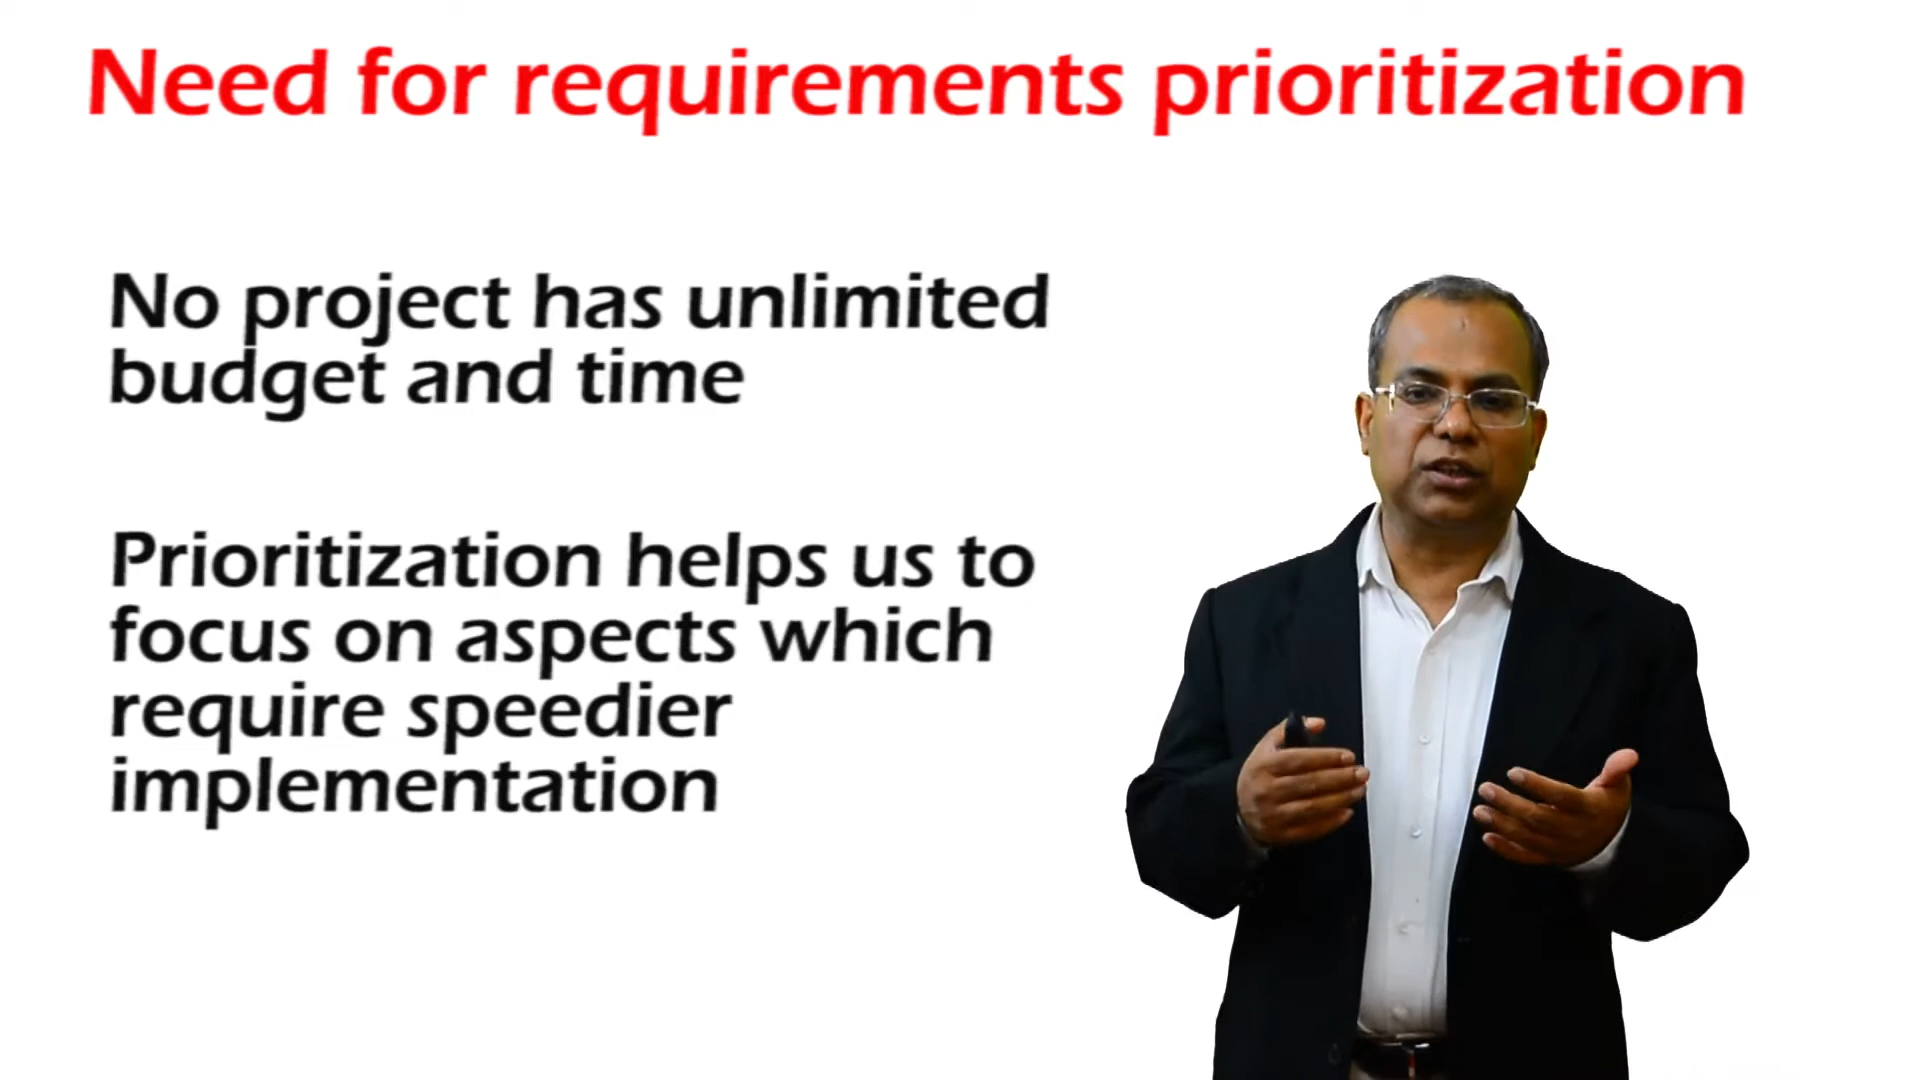 Need for requirements prioritization
No project has unlimited
budget and time
Prioritization helps us to
focus on aspects which
require speedier
implementation